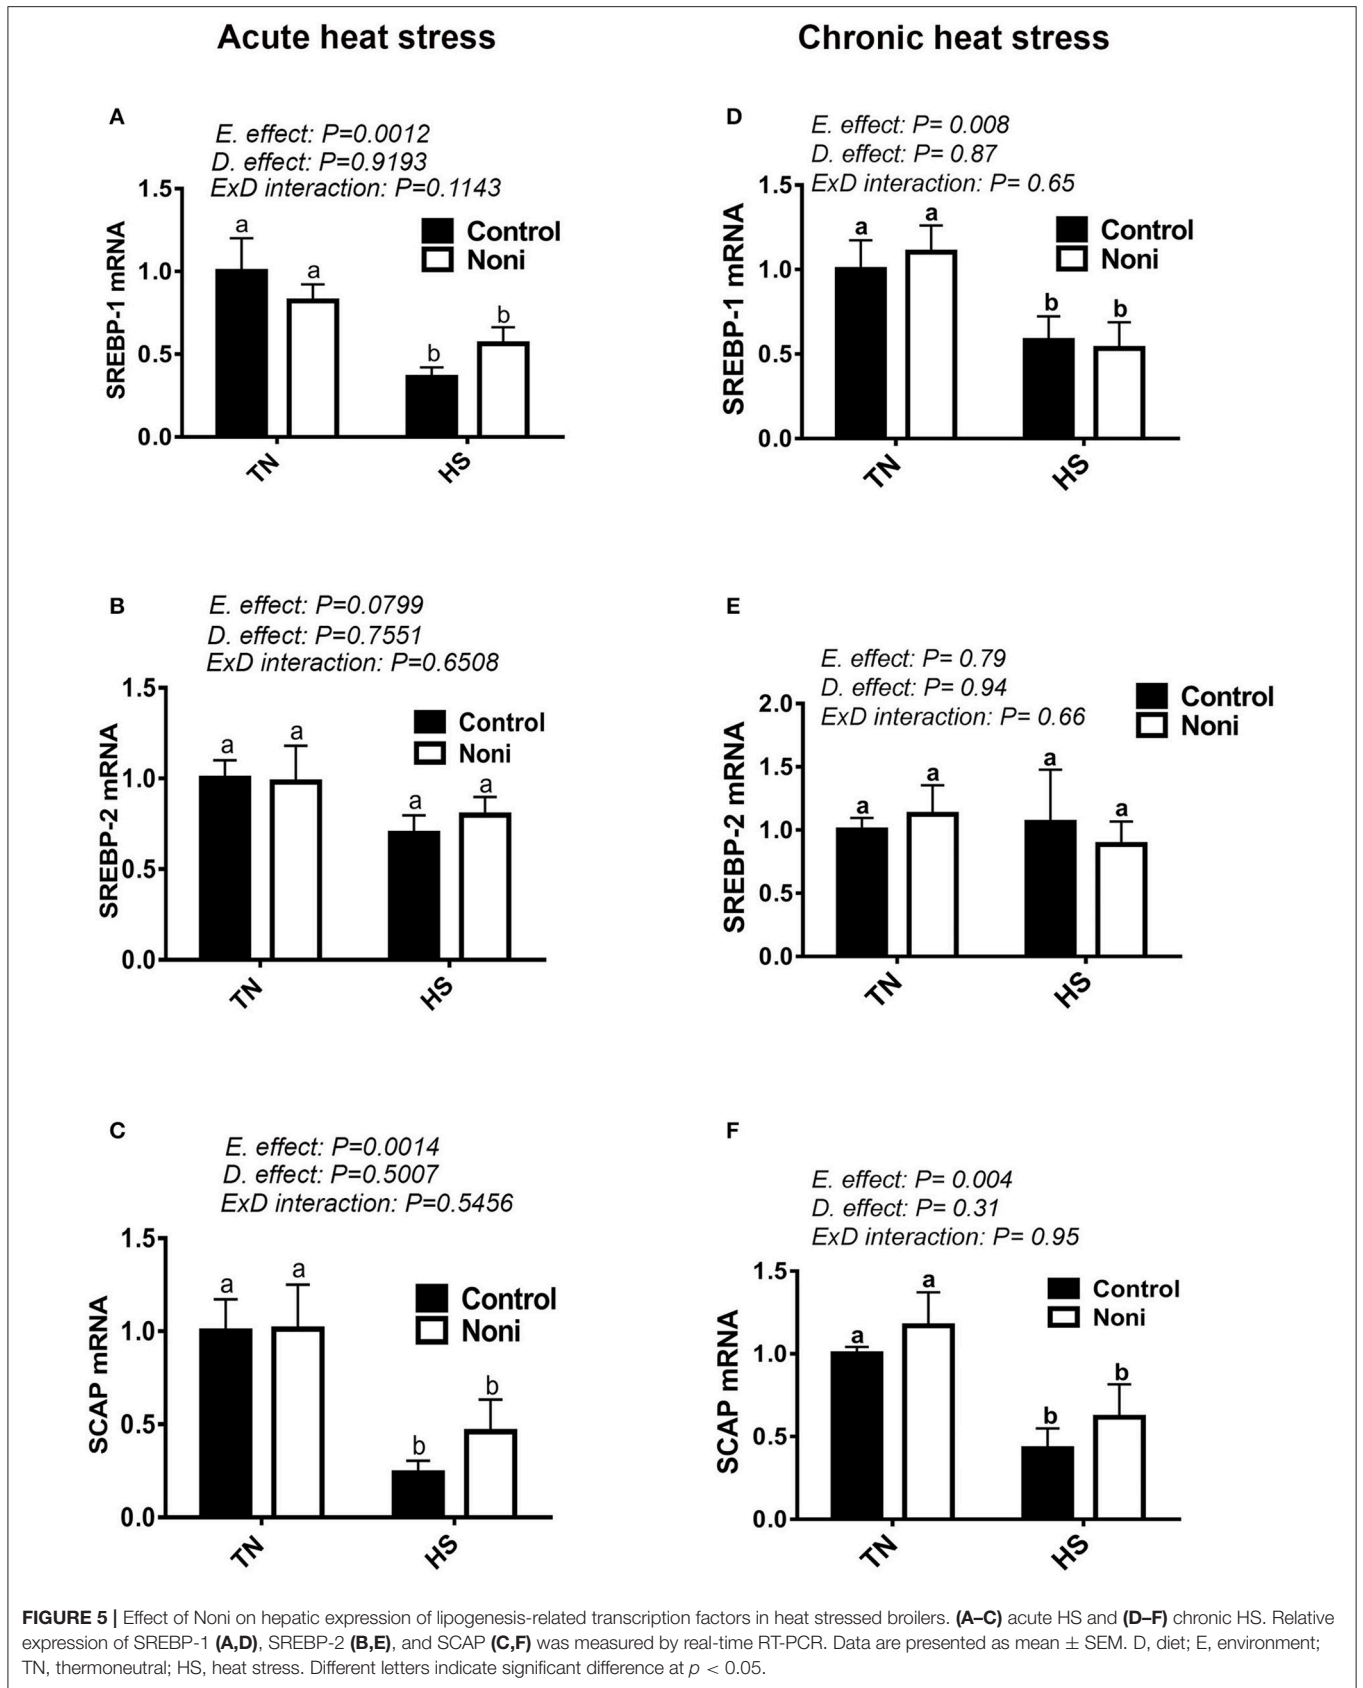 Acute heat stress
Chronic heat stress
A
E. effect: P=0.0012
D. effect: P=0.9193
ExD interaction: P=0.1143
SREBP-1 mRNA
1.5
1.0
0.5
0.0
a
a
b
b
Control
Noni
TN
HS
D
E. effect: P= 0.008
D. effect: P= 0.87
ExD interaction: P= 0.65
SREBP-1 mRNA
1.5
1.0
0.5
0.0
a
a
b
b
Control
Noni
TN
HS
B
E. effect: P=0.0799
D. effect: P=0.7551
ExD interaction: P=0.6508
SREBP-2 mRNA
1.5
1.0
0.5
0.0
a
a
a
a
Control
Noni
TN
HS
E
E. effect: P= 0.79
D. effect: P= 0.94
ExD interaction: P= 0.66
SREBP-2 mRNA
2.0
1.5
1.0
0.5
0.0
a
a
a
a
Control
Noni
TN
HS
C
E. effect: P=0.0014
D. effect: P=0.5007
ExD interaction: P=0.5456
SCAP mRNA
1.5
1.0
0.5
0.0
a
a
b
b
Control
Noni
TN
HS
F
E. effect: P= 0.004
D. effect: P= 0.31
ExD interaction: P= 0.95
SCAP mRNA
1.5
1.0
0.5
0.0
a
a
b
b
Control
Noni
TN
HS
FIGURE 5 | Effect of Noni on hepatic expression of lipogenesis-related transcription factors in heat stressed broilers. (A–C) acute HS and (D–F) chronic HS. Relative
expression of SREBP-1 (A,D), SREBP-2 (B,E), and SCAP (C,F) was measured by real-time RT-PCR. Data are presented as mean ± SEM. D, diet; E, environment;
TN, thermoneutral; HS, heat stress. Different letters indicate significant difference at p < 0.05.